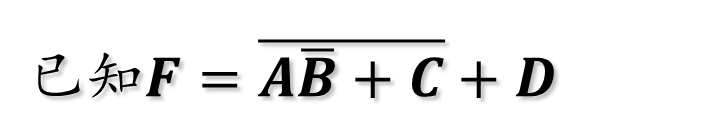 已知𝑭 = \overline{𝑨\overline{𝑩} + 𝑪} + 𝑫